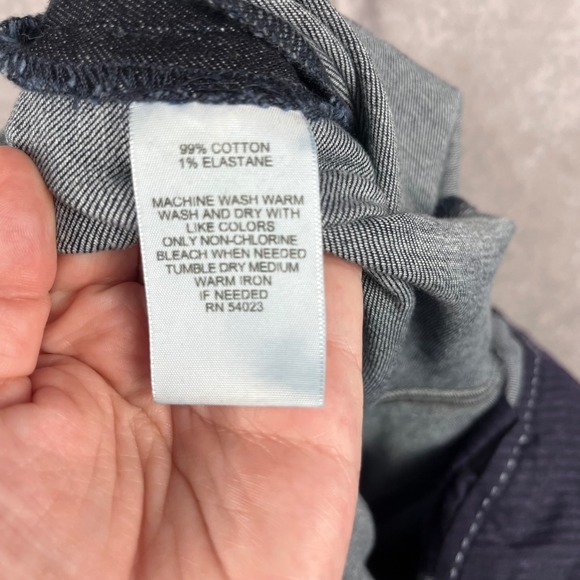 99% COTTON
1% ELASTANE
MACHINE WASH WARM
WASH AND DRY WITH
LIKE COLORS
ONLY NON-CHLORINE
BLEACH WHEN NEEDED
TUMBLE DRY MEDIUM
WARM IRON
IF NEEDED
RN 54023